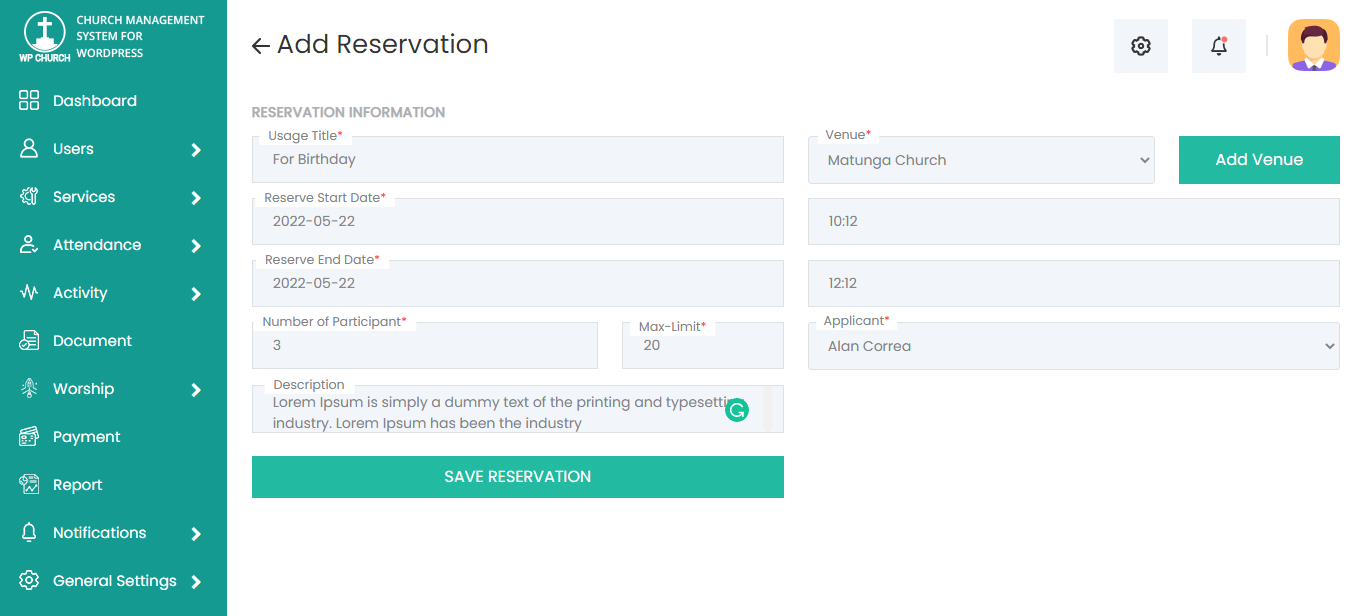 CHURCH MANAGEMENT
SYSTEM FOR
WORDPRESS
WP CHURCH
Dashboard
Users
Services
Attendance
Activity
Document
Worship
Payment
Report
Notifications
General Settings
Add Reservation
RESERVATION INFORMATION
Usage Title*
For Birthday
Venue*
Matunga Church
Add Venue
Reserve Start Date*
2022-05-22
10:12
Reserve End Date*
2022-05-22
12:12
Number of Participant*
3
Max-Limit*
20
Applicant*
Alan Correa
Description
Lorem Ipsum is simply a dummy text of the printing and typesettin
industry. Lorem Ipsum has been the industry
SAVE RESERVATION